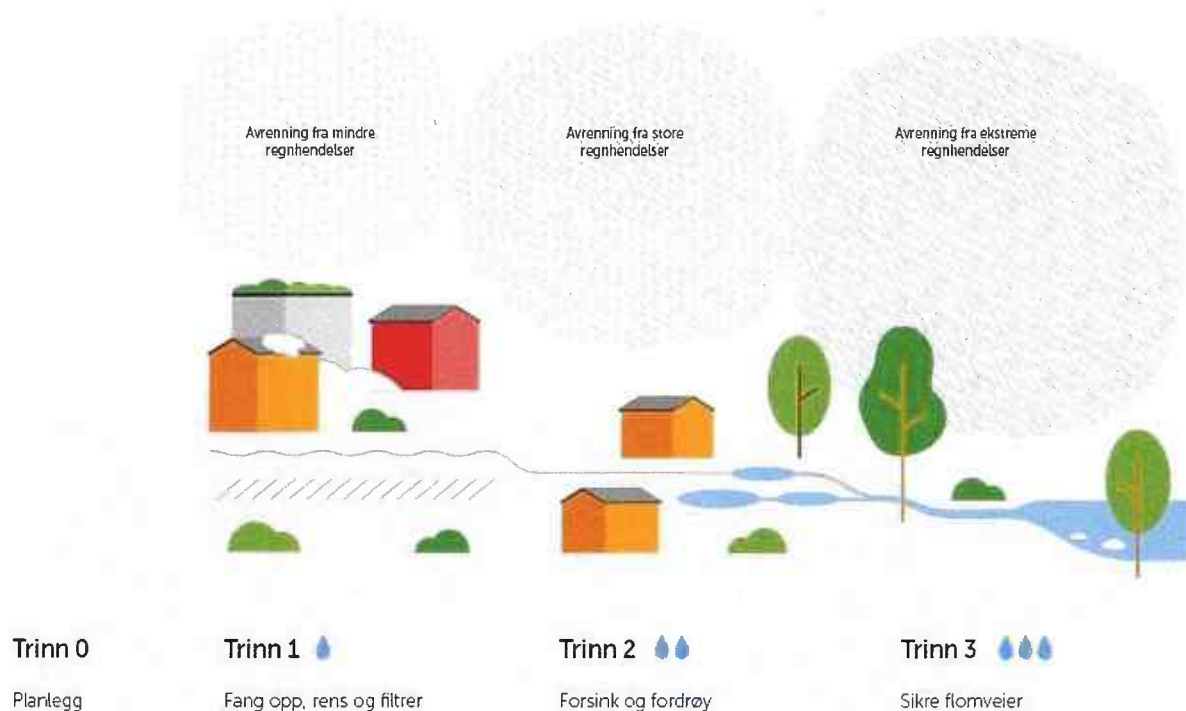 Avrenning fra mindre
regnhendelser
Avrenning fra store
regnhendelser
Avrenning fra ekstreme
regnhendelser
Trinn 0
Planlegg
Trinn 1
Fang opp, rens og filtrer
Trinn 2
Forsink og fordrøy
Trinn 3
Sikre flomveier